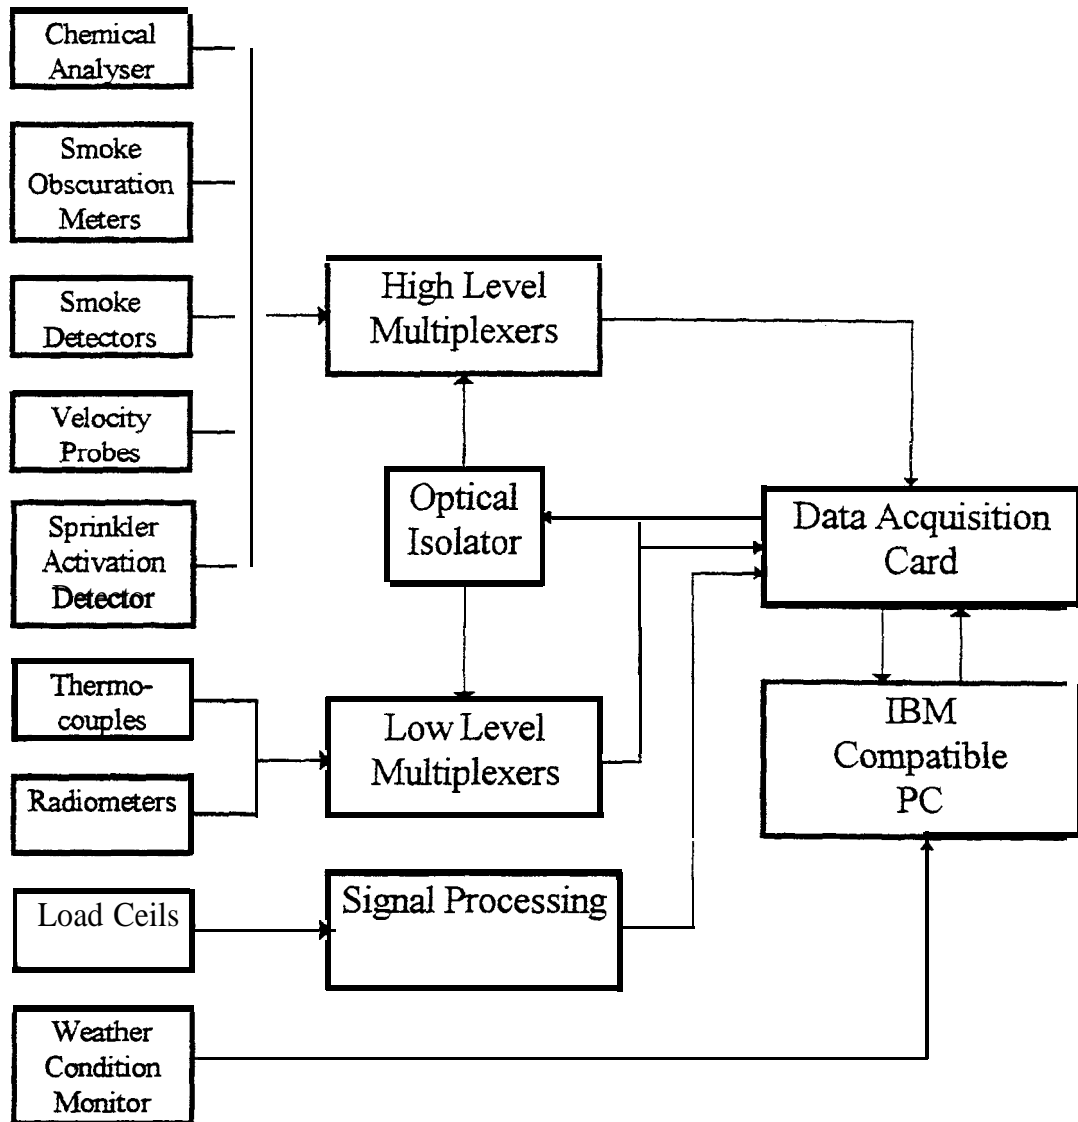 Chemical
Analyser
Smoke
Obscuration
Meters
Smoke
Detectors
Velocity
Probes
Sprinkler
Activation
Detector
Thermo-
couples
Radiometers
Load Ceils
Weather
Condition
Monitor
High Level
Multiplexers
Optical
Isolator
Low Level
Multiplexers
Signal Processing
Data Acquisition
Card
IBM
Compatible
PC